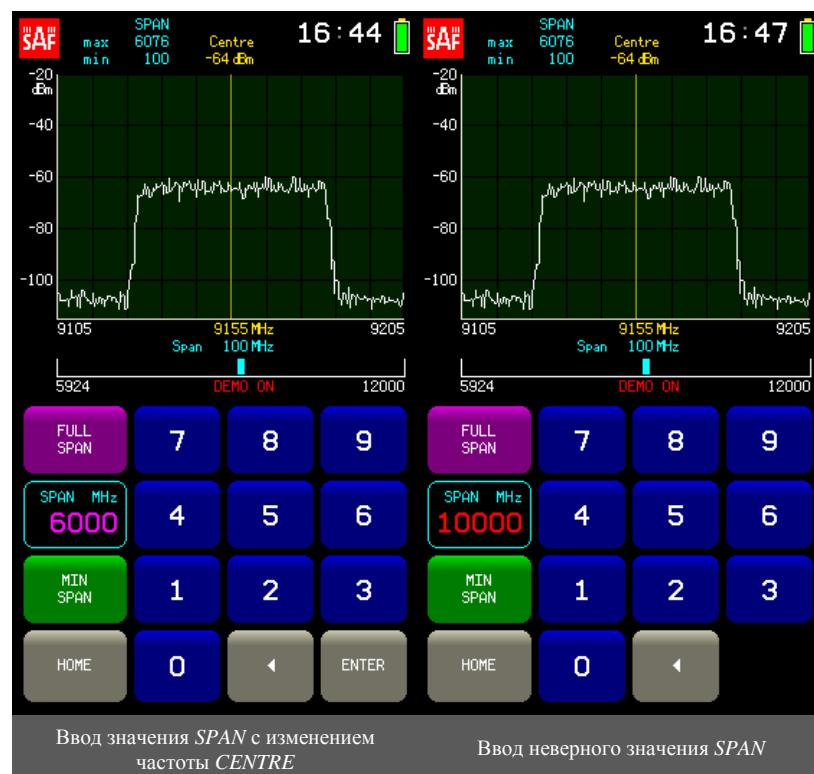 SAF
SPAN
max 6076 Centre
min 100 -64 dBm
16:44
-20
dBm
-40
-60
-80
-100
9105 9155 MHz 9205
Span 100 MHz
5924 DEMO ON 12000
FULL
SPAN
7 8 9
SPAN MHz
6000
4 5 6
MIN
SPAN
1 2 3
HOME 0 ENTER
Ввод значения SPAN с изменением
частоты CENTRE
SAF
SPAN
max 6076 Centre
min 100 -64 dBm
16:47
-20
dBm
-40
-60
-80
-100
9105 9155 MHz 9205
Span 100 MHz
5924 DEMO ON 12000
FULL
SPAN
7 8 9
SPAN MHz
10000
4 5 6
MIN
SPAN
1 2 3
HOME 0
Ввод неверного значения SPAN